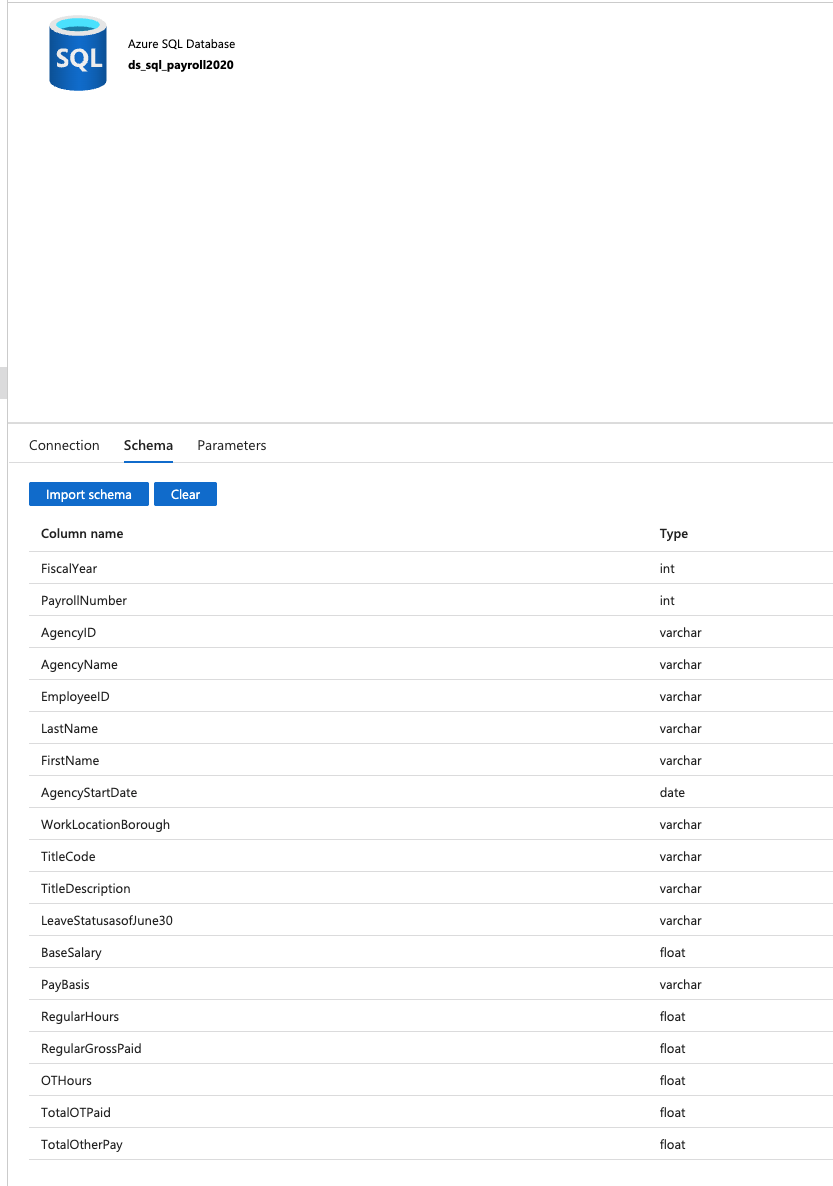 SQL
Azure SQL Database
ds_sql_payroll2020
Connection Schema Parameters
Import schema Clear
Column name Type
FiscalYear int
PayrollNumber int
AgencyID varchar
AgencyName varchar
EmployeeID varchar
LastName varchar
FirstName varchar
AgencyStartDate date
WorkLocationBorough varchar
TitleCode varchar
TitleDescription varchar
LeaveStatusasofJune30 varchar
BaseSalary float
PayBasis varchar
RegularHours float
RegularGrossPaid float
OTHours float
TotalOTPaid float
TotalOtherPay float